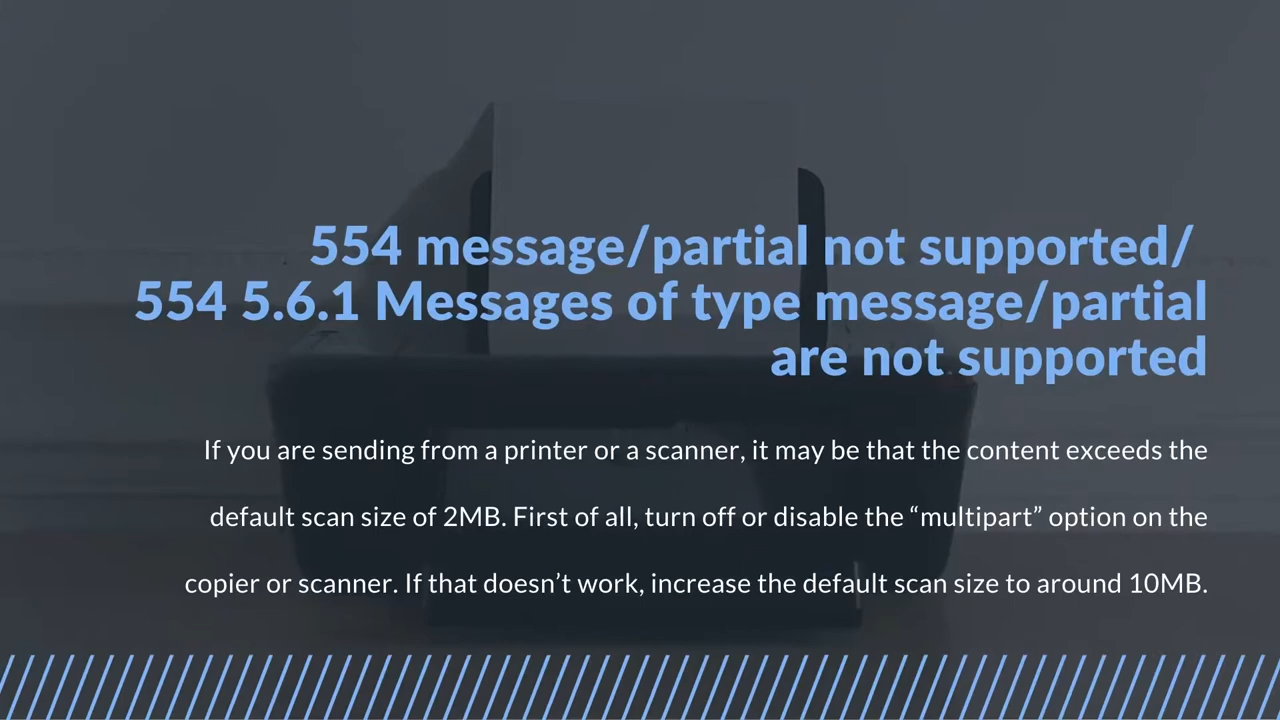 554 message/partial not supported/
554 5.6.1 Messages of type message/partial
are not supported
If you are sending from a printer or a scanner, it may be that the content exceeds the
default scan size of 2MB. First of all, turn off or disable the “multipart” option on the
copier or scanner. If that doesn’t work, increase the default scan size to around 10MB.